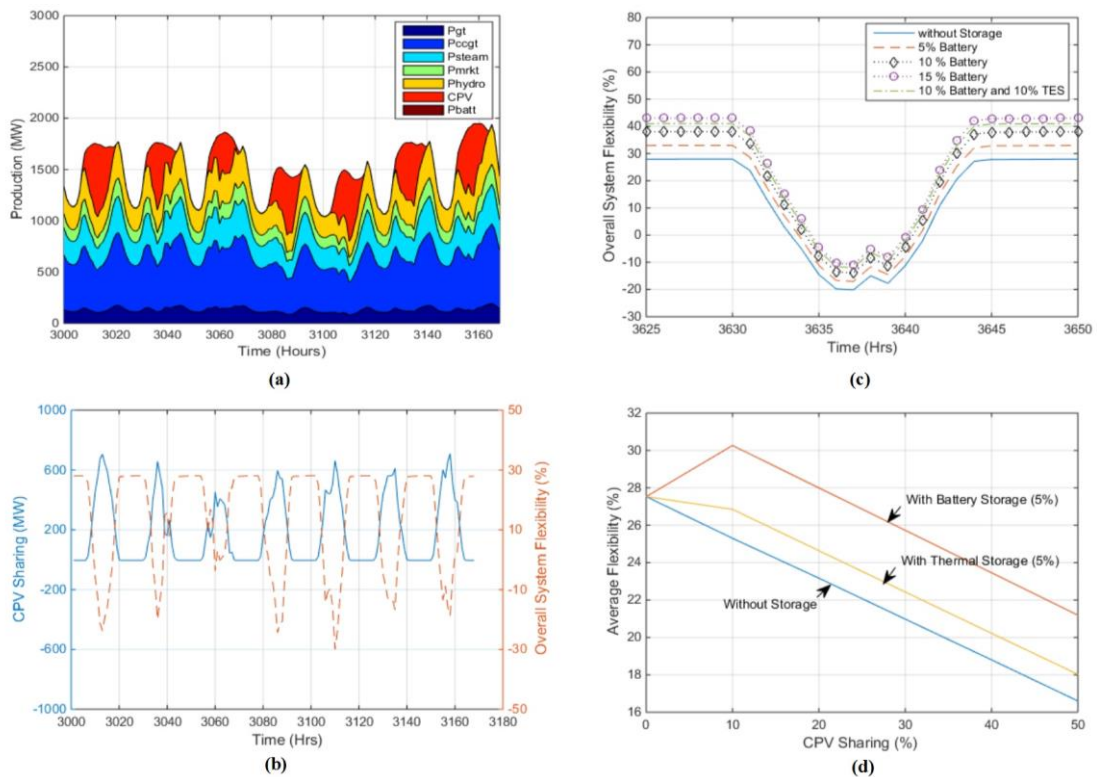 3000
2500
2000
1500
1000
500
0
Production (MW)
Pgt
Pccgt
Psteam
Pmrkt
Phydro
CPV
Pbatt
3000 3020 3040 3060 3080 3100 3120 3140 3160
Time (Hours)
(a)
80
70
60
50
40
30
20
10
0
-10
-20
-30
Overall System Flexibility (%)
without Storage
5% Battery
10 % Battery
15 % Battery
10 % Battery and 10% TES
3625 3630 3635 3640 3645 3650
Time (Hrs)
(c)
1000
600
200
-200
-600
-1000
CPV Sharing (MW)
50
30
10
-10
-30
-50
Overall System Flexibility (%)
3000 3020 3040 3060 3080 3100 3120 3140 3160 3180
Time (Hrs)
(b)
32
30
28
26
24
22
20
18
16
Average Flexibility (%)
With Battery Storage (5%)
With Thermal Storage (5%)
Without Storage
0 10 20 30 40 50
CPV Sharing (%)
(d)